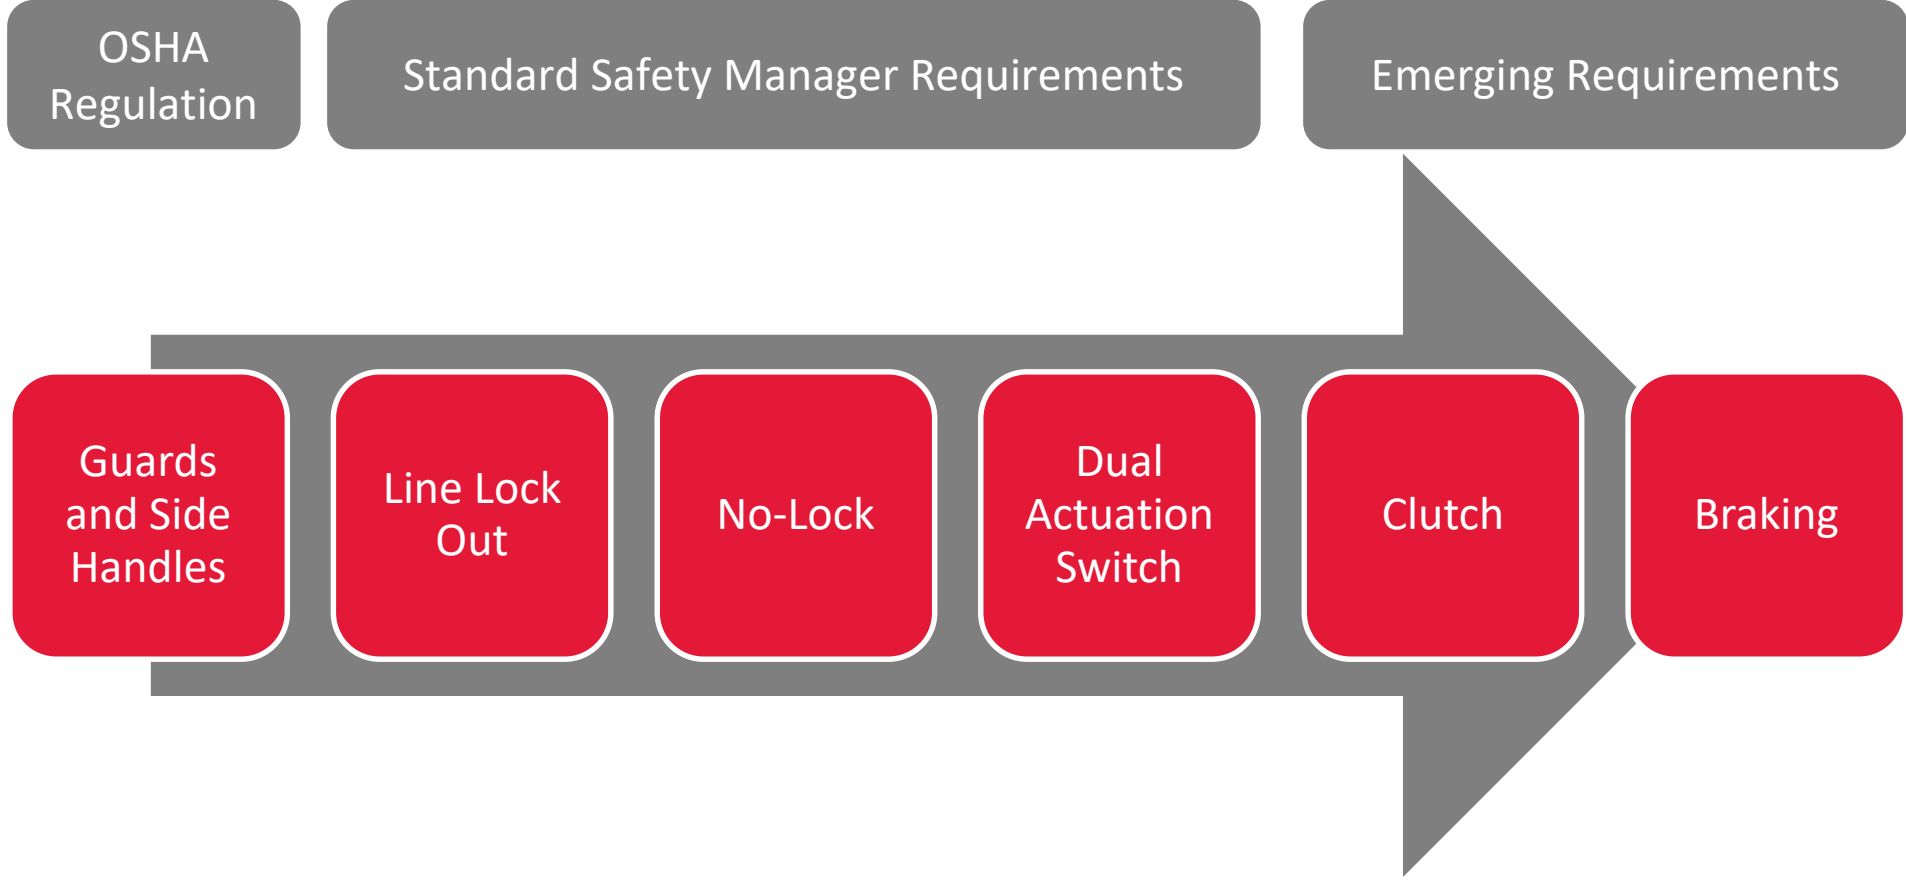 OSHA
Regulation
Standard Safety Manager Requirements
Emerging Requirements
Guards
and Side
Handles
Line Lock
Out
No-Lock
Dual
Actuation
Switch
Clutch
Braking